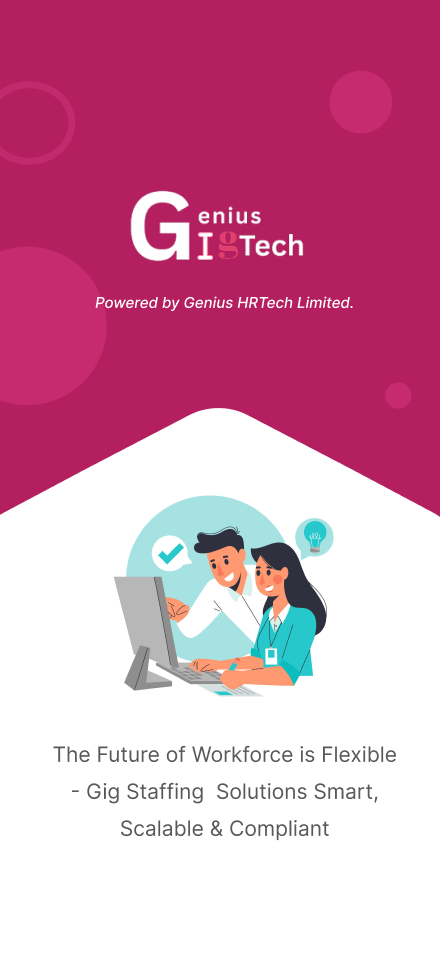 Genius
GIgTech
Powered by Genius HRTech Limited.
The Future of Workforce is Flexible
- Gig Staffing  Solutions Smart,
Scalable & Compliant